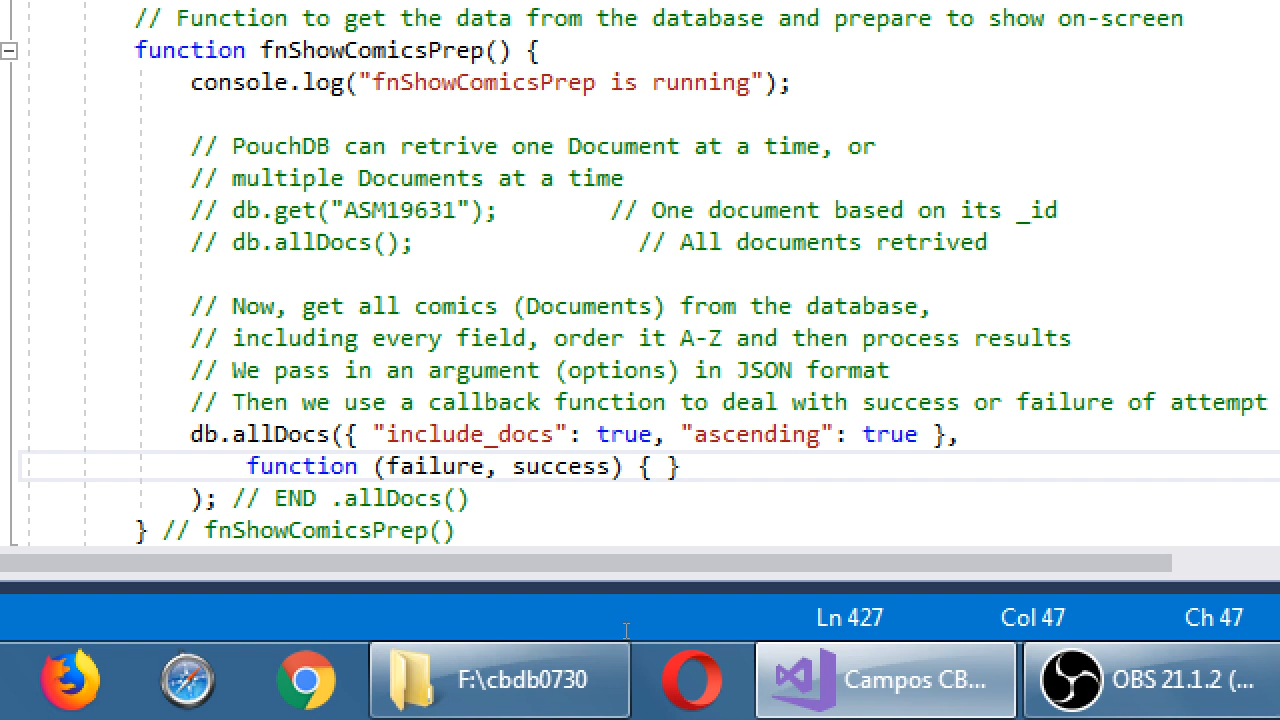 // Function to get the data from the database and prepare to show on-screen
function fnShowComicsPrep() {
console.log("fnShowComicsPrep is running");
// PouchDB can retrive one Document at a time, or
// multiple Documents at a time
// db.get("ASM19631"); // One document based on its _id
// db.allDocs(); // All documents retrived
// Now, get all comics (Documents) from the database,
// including every field, order it A-Z and then process results
// We pass in an argument (options) in JSON format
// Then we use a callback function to deal with success or failure of attempt
db.allDocs({ "include_docs": true, "ascending": true },
function (failure, success) { }
); // END .allDocs()
} // fnShowComicsPrep()
Ln 427 Col 47 Ch 47
F:\cbdb0730 Campos CB... OBS 21.1.2 (...